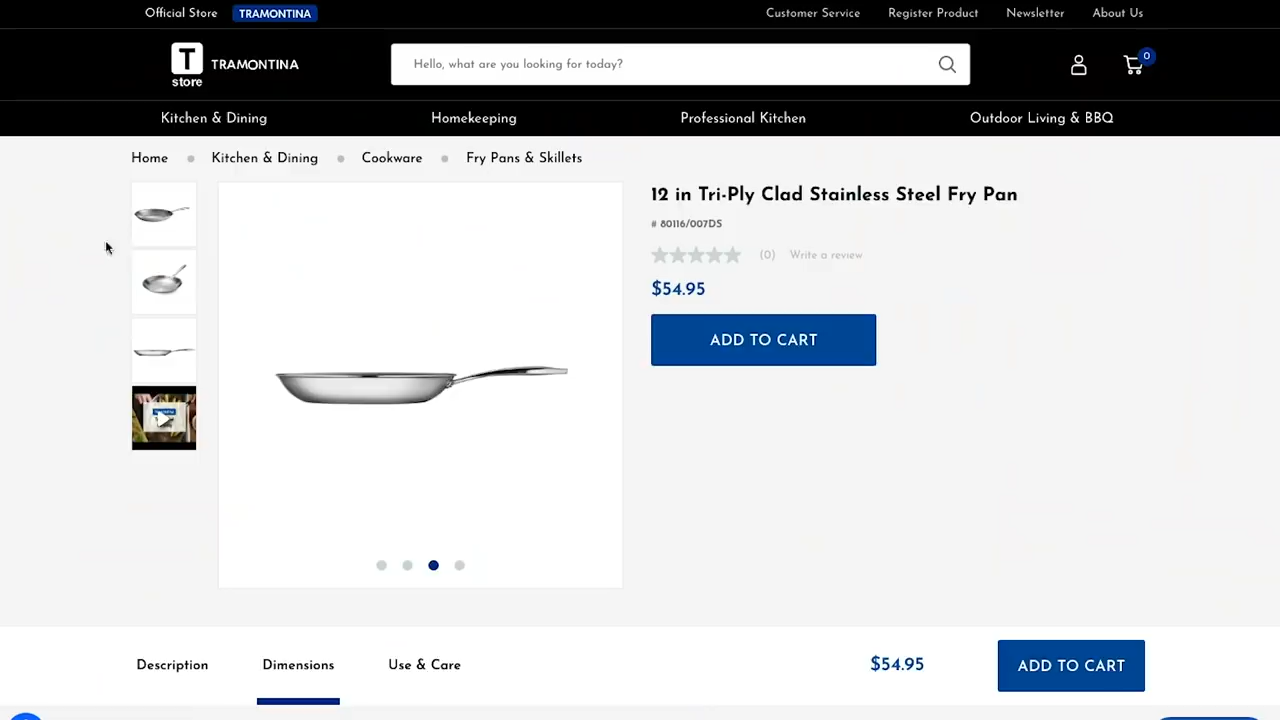 Official Store TRAMONTINA Customer Service Register Product Newsletter About Us
T store TRAMONTINA
Hello, what are you looking for today?
0
Kitchen & Dining Homekeeping Professional Kitchen Outdoor Living & BBQ
Home Kitchen & Dining Cookware Fry Pans & Skillets
12 in Tri-Ply Clad Stainless Steel Fry Pan
# 80116/007DS
(0) Write a review
$54.95
ADD TO CART
Description Dimensions Use & Care $54.95 ADD TO CART